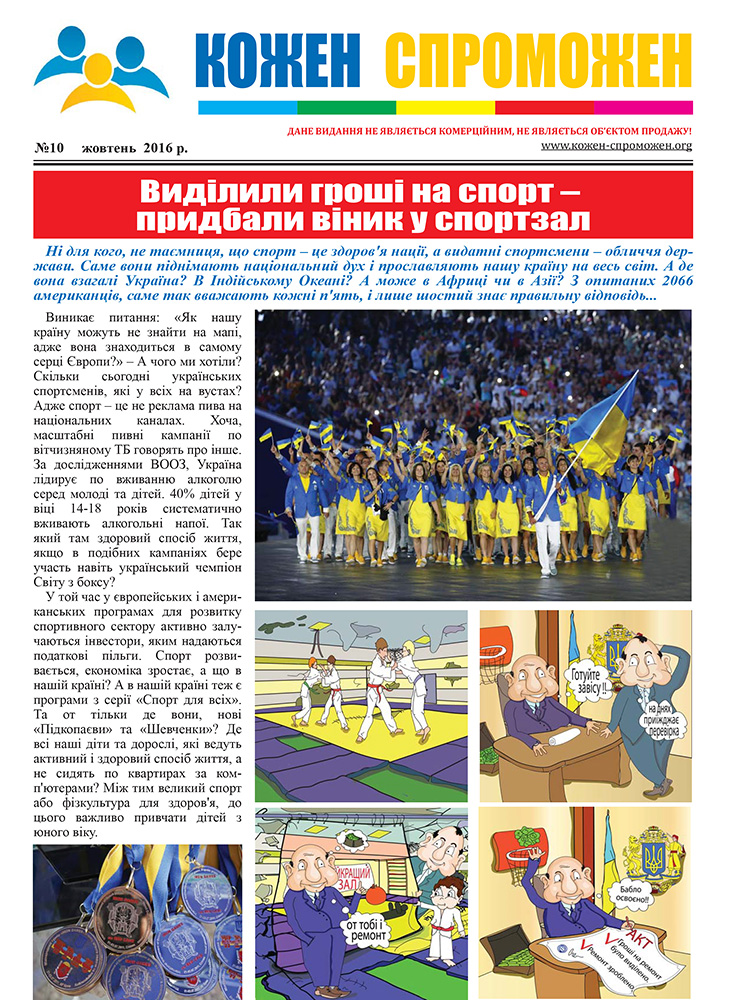 КОЖЕН СПРОМОЖЕН
ДАНЕ ВИДАННЯ НЕ ЯВЛЯЄТЬСЯ КОМЕРЦІЙНИМ, НЕ ЯВЛЯЄТЬСЯ ОБ'ЄКТОМ ПРОДАЖУ!
№10 жовтень 2016 р.
www.кожен-спроможен.org
Виділили гроші на спорт –
придбали віник у спортзал
Ні для кого, не таємниця, що спорт – це здоров'я нації, а видатні спортсмени – обличчя дер-
жави. Саме вони піднімають національний дух і прославляють нашу країну на весь світ. А де
вона взагалі Україна? В Індійському Океані? А може в Африці чи в Азії? З опитаних 2066
американців, саме так вважають кожні п'ять, і лише шостий знає правильну відповідь...
Виникає питання: «Як нашу
країну можуть не знайти на мапі,
адже вона знаходиться в самому
серці Європи?» – А чого ми хотіли?
Скільки сьогодні українських
спортсменів, які у всіх на вустах?
Адже спорт – це не реклама пива на
національних каналах. Хоча,
масштабні пивні кампанії по
вітчизняному ТБ говорять про інше.
За дослідженнями ВООЗ, Україна
лідирує по вживанню алкоголю
серед молоді та дітей. 40% дітей у
віці 14-18 років систематично
вживають алкогольні напої. Так
який там здоровий спосіб життя,
якщо в подібних кампаніях бере
участь навіть український чемпіон
Світу з боксу?
У той час у європейських і амери-
канських програмах для розвитку
спортивного сектору активно залу-
чаються інвестори, яким надаються
податкові пільги. Спорт розви-
вається, економіка зростає, а що в
нашій країні? А в нашій країні теж є
програми з серії «Спорт для всіх».
Та от тільки де вони, нові
«Підкопаєви» та «Шевченки»? Де
всі наші діти та дорослі, які ведуть
активний і здоровий спосіб життя, а
не сидять по квартирах за ком-
п'ютерами? Між тим великий спорт
або фізкультура для здоров'я, до
цього важливо привчати дітей з
юного віку.
Готуйте
завісу !!
на днях
приїжджає
перевірка
ЙКРАЩИЙ
ЗАЛ
от тобі і
ремонт
Бабло
освоєно!!
АКТ
Гроші на ремонт
було виділено.
Ремонт зроблено.